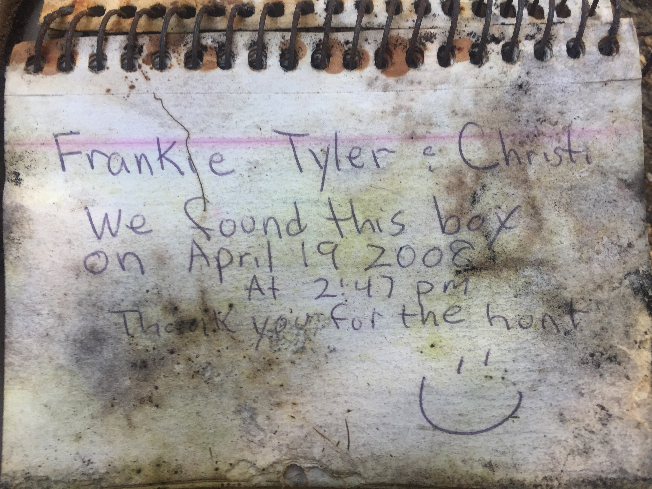 Frankie Tyler & Christi
We found this box
on April 19 2008
At 2:47 pm
Thank you for the hunt